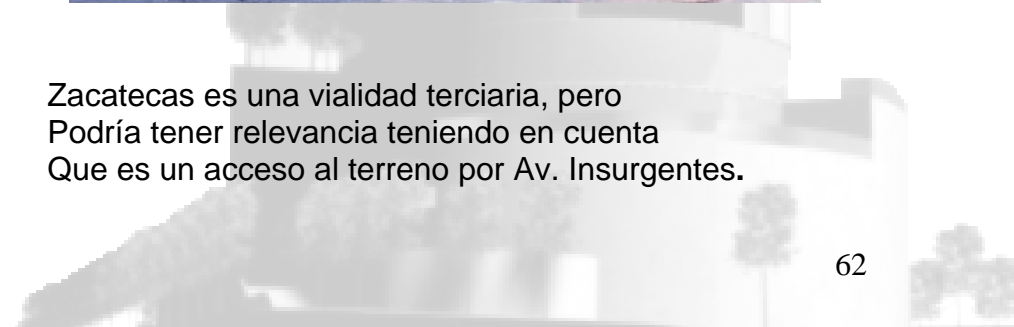 Zacatecas es una vialidad terciaria, pero
Podría tener relevancia teniendo en cuenta
Que es un acceso al terreno por Av. Insurgentes.
62